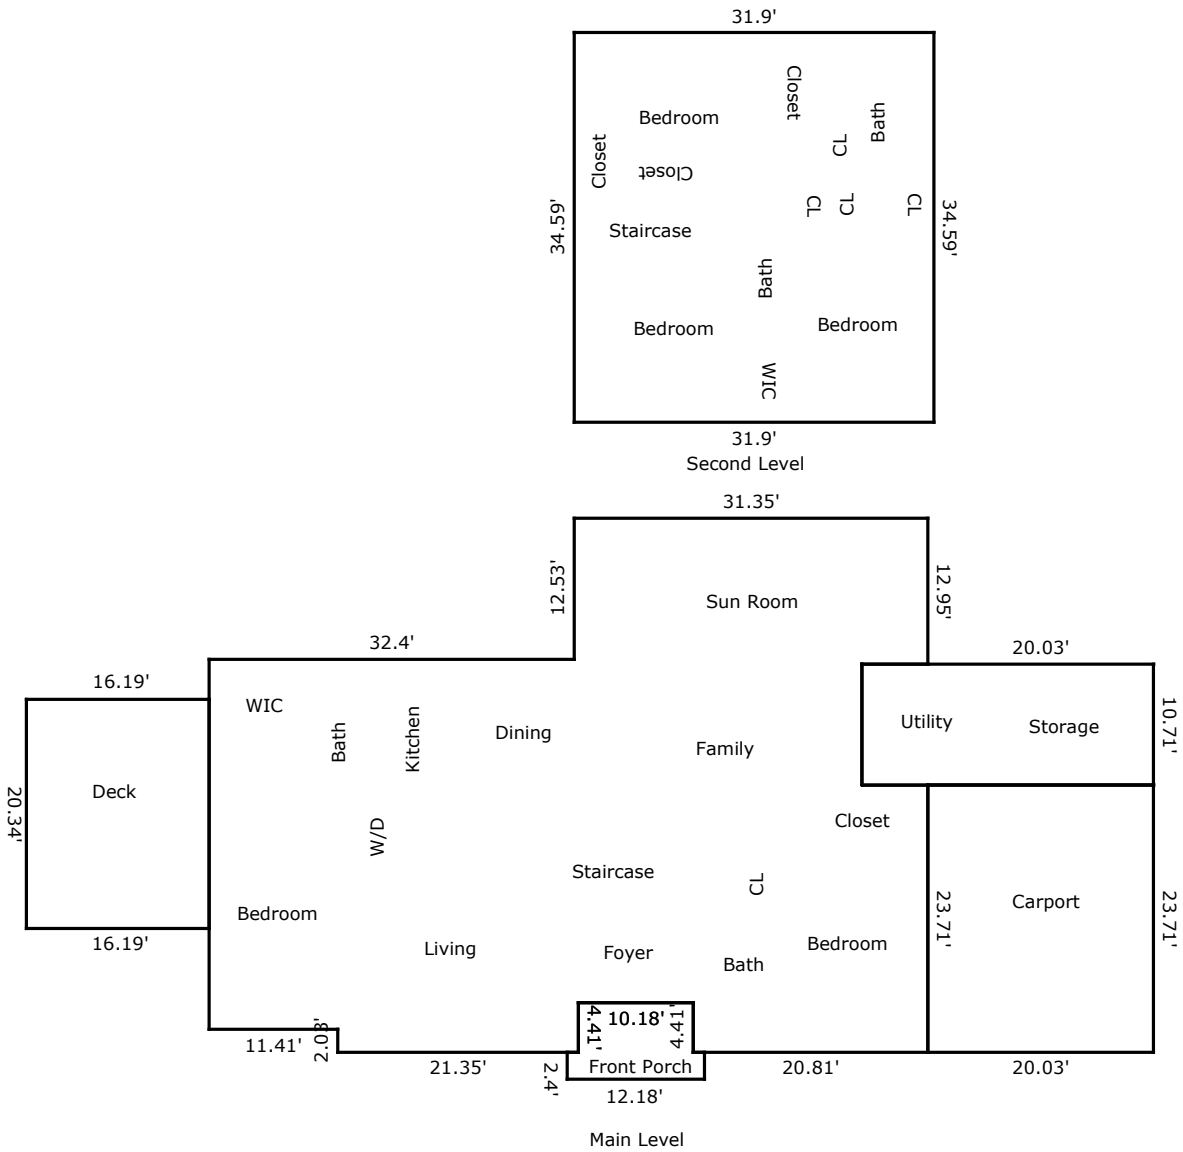 31.9'
Closet
Bedroom
Bath
CL
Closet
Closet
CL
CL
CL
34.59'
34.59'
Staircase
Bath
Bedroom
Bedroom
WIC
31.9'
Second Level
31.35'
12.53'
12.95'
Sun Room
32.4'
20.03'
16.19'
WIC
Bath
Kitchen
Dining
Family
Utility
Storage
10.71'
Deck
20.34'
W/D
Closet
Staircase
CL
Carport
Bedroom
23.71'
23.71'
16.19'
Living
Foyer
Bath
Bedroom
4.41'
10.18'
4.41'
2.08'
11.41'
21.35'
2.4'
Front Porch
20.81'
20.03'
12.18'
Main Level